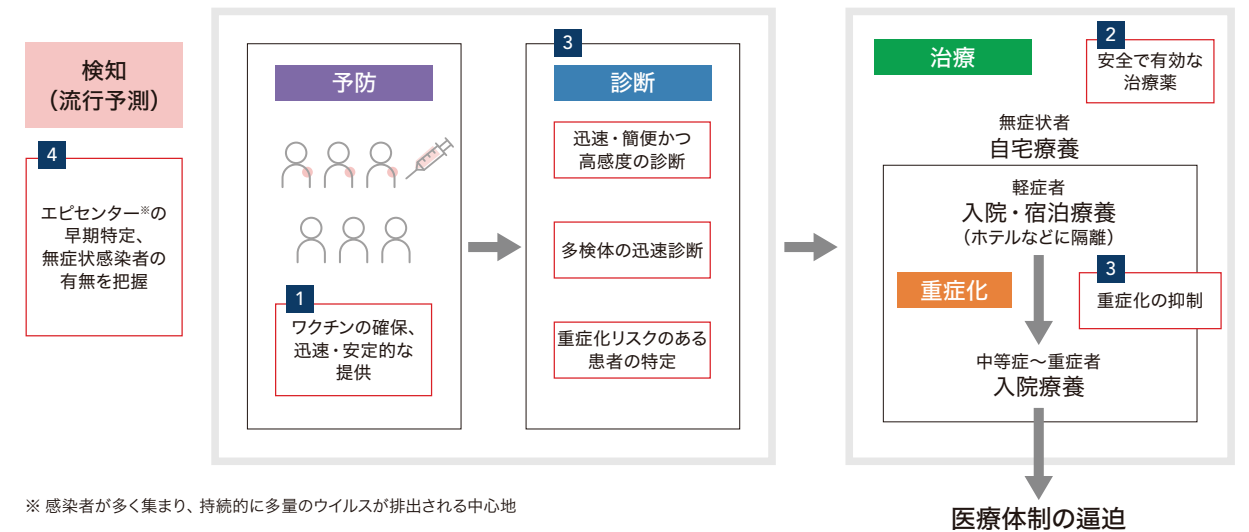 検知
（流行予測）
4
エピセンター※の
早期特定、
無症状感染者の
有無を把握
予防
1
ワクチンの確保、
迅速・安定的な
提供
3
診断
迅速・簡便かつ
高感度の診断
多検体の迅速診断
重症化リスクのある
患者の特定
治療
2
安全で有効な
治療薬
無症状者
自宅療養
軽症者
入院・宿泊療養
（ホテルなどに隔離）
重症化
3
重症化の抑制
中等症～重症者
入院療養
医療体制の逼迫
※ 感染者が多く集まり、持続的に多量のウイルスが排出される中心地